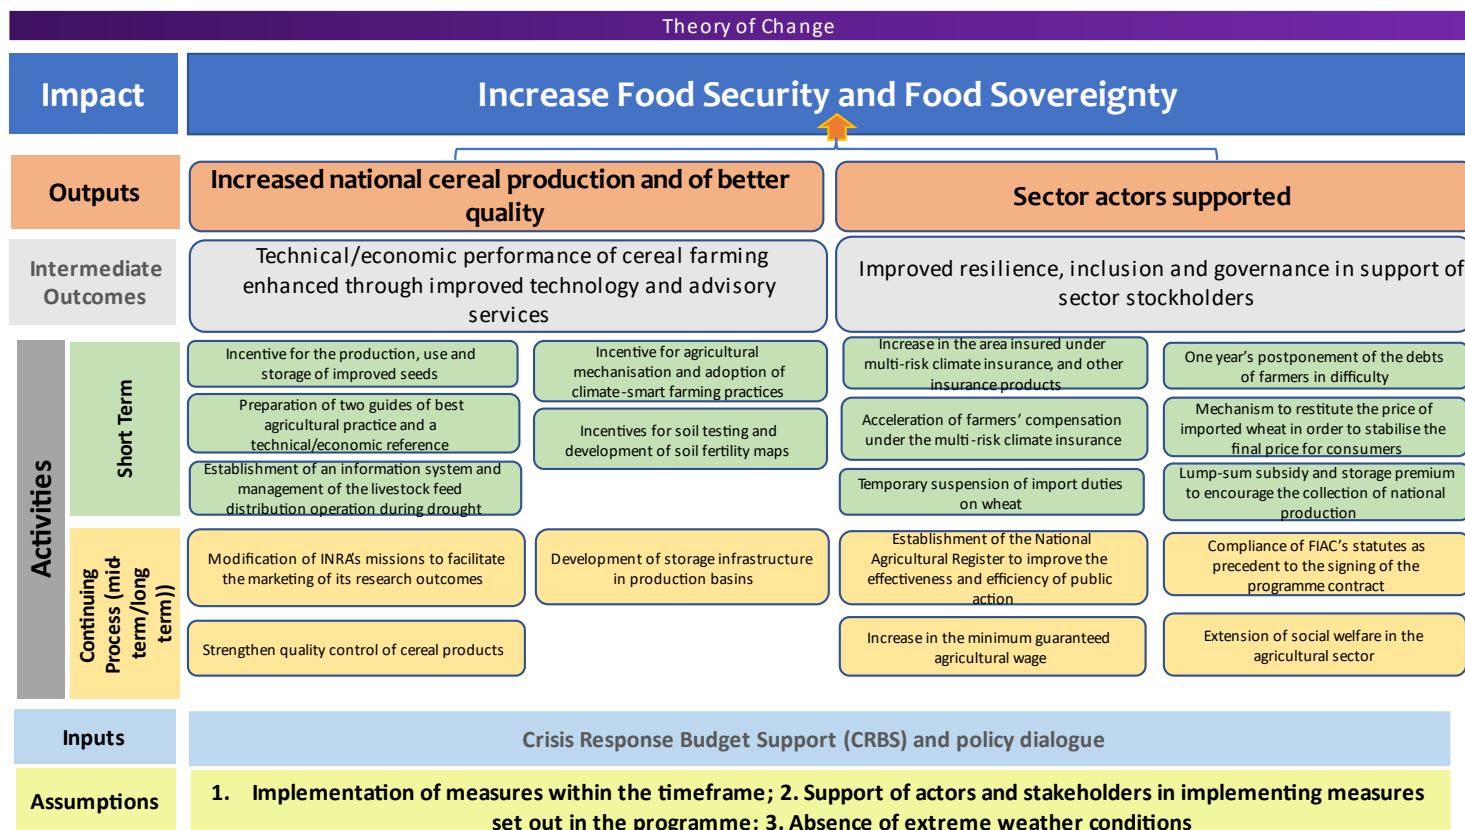 Theory of Change
Impact
Increase Food Security and Food Sovereignty
Outputs
Increased national cereal production and of better
quality
Sector actors supported
Intermediate
Outcomes
Technical/economic performance of cereal farming
enhanced through improved technology and advisory
services
Improved resilience, inclusion and governance in support of
sector stockholders
Activities
Short Term
Incentive for the production, use and
storage of improved seeds
Incentive for agricultural
mechanisation and adoption of
climate-smart farming practices
Increase in the area insured under
multi-risk climate insurance, and other
insurance products
One year's postponement of the debts
of farmers in difficulty
Preparation of two guides of best
agricultural practice and a
technical/economic reference
Incentives for soil testing and
development of soil fertility maps
Acceleration of farmers' compensation
under the multi-risk climate insurance
Mechanism to restitute the price of
imported wheat in order to stabilise the
final price for consumers
Establishment of an information system and
management of the livestock feed
distribution operation during drought
Temporary suspension of import duties
on wheat
Lump-sum subsidy and storage premium
to encourage the collection of national
production
Continuing
Process (mid
term/long
term))
Modification of INRA's missions to facilitate
the marketing of its research outcomes
Development of storage infrastructure
in production basins
Establishment of the National
Agricultural Register to improve the
effectiveness and efficiency of public
action
Compliance of FIAC's statutes as
precedent to the signing of the
programme contract
Strengthen quality control of cereal products
Increase in the minimum guaranteed
agricultural wage
Extension of social welfare in the
agricultural sector
Inputs
Crisis Response Budget Support (CRBS) and policy dialogue
Assumptions
1. Implementation of measures within the timeframe; 2. Support of actors and stakeholders in implementing measures
set out in the programme; 3. Absence of extreme weather conditions